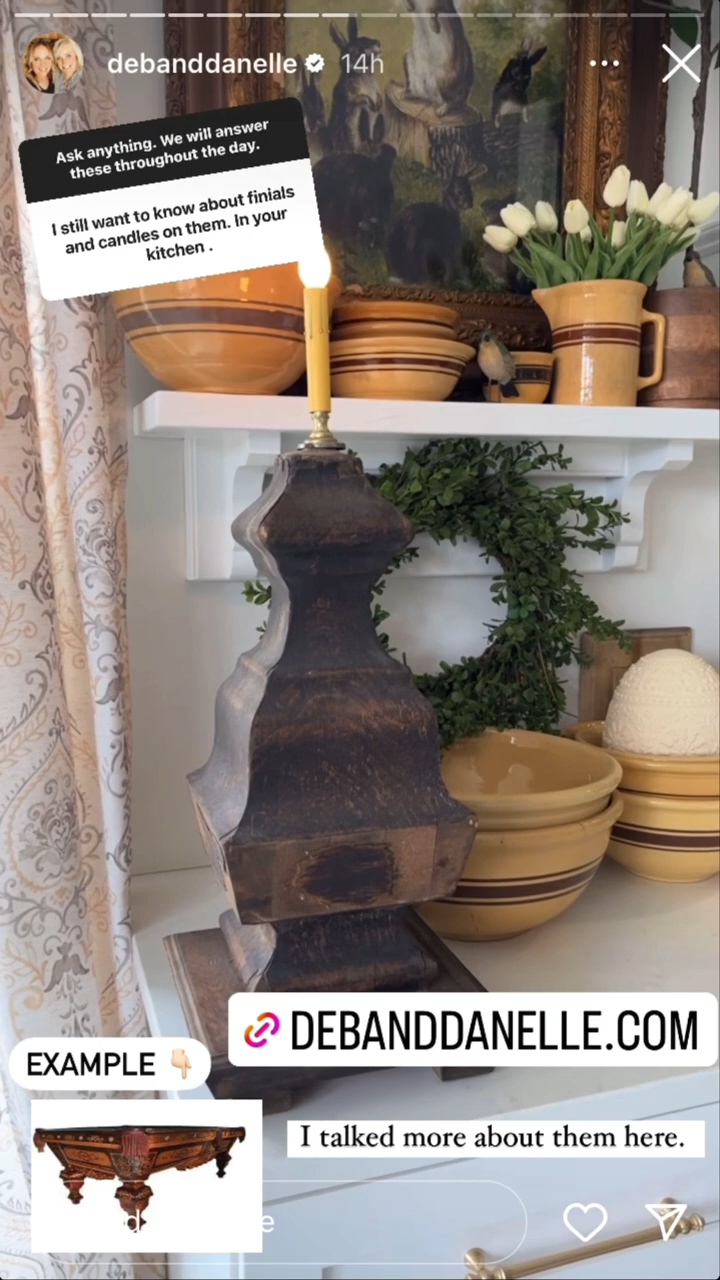 debanddanelle 14h
Ask anything. We will answer
these throughout the day.
I still want to know about finials
and candles on them. In your
kitchen .
DEBANDDANELLE.COM
EXAMPLE 👇🏻
I talked more about them here.